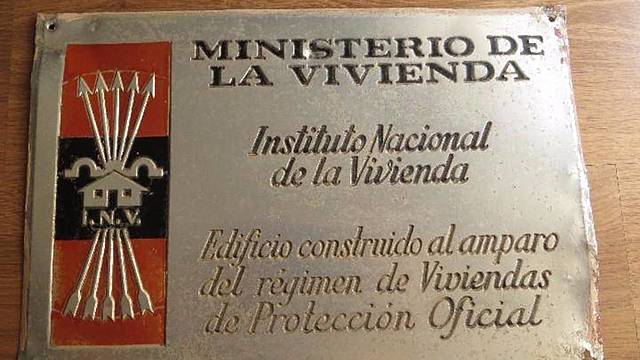 MINISTERIO DE
LA VIVIENDA
Instituto Nacional
de la Vivienda
I.N.V.
Edificio construido al amparo
del régimen de Viviendas
de Protección Oficial